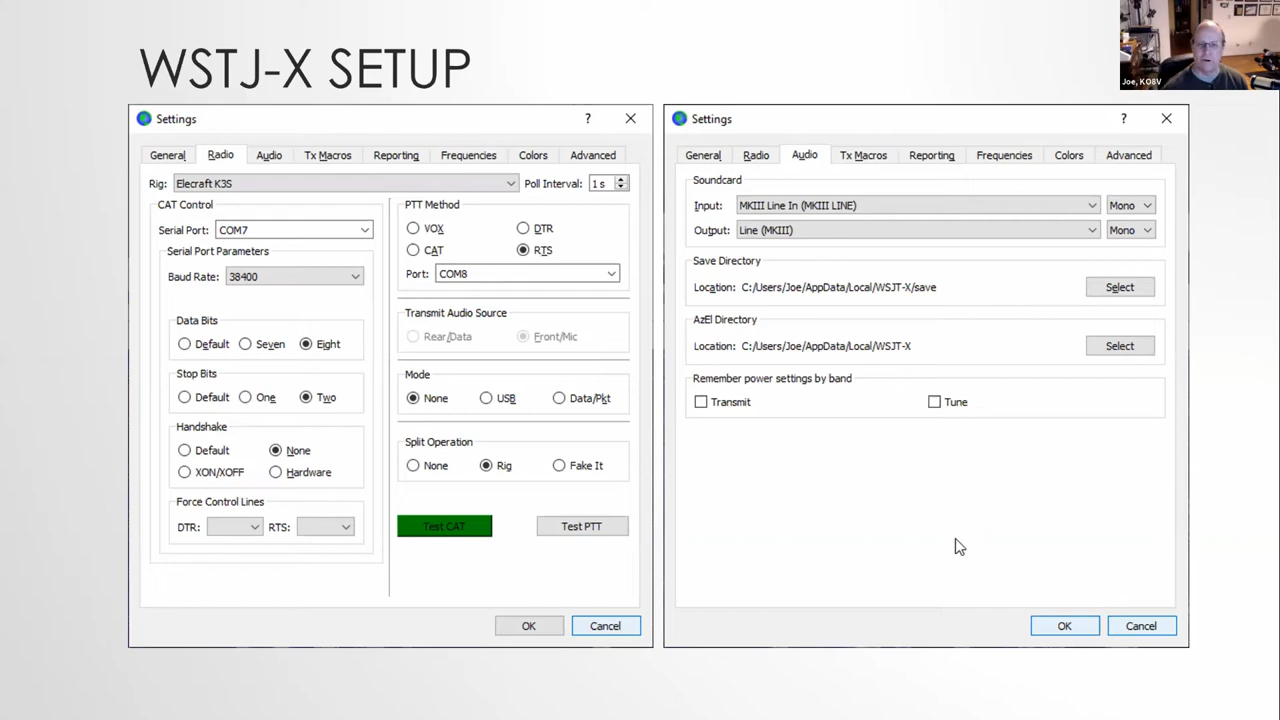 WSTJ-X SETUP
Joe, KO8V
Settings
?
General Radio Audio Tx Macros Reporting Frequencies Colors Advanced
Rig: Elecraft K3S Poll Interval: 1 s
CAT Control
Serial Port: COM7
Serial Port Parameters
Baud Rate: 38400
Data Bits
Default Seven Eight
Stop Bits
Default One Two
Handshake
Default None
XON/XOFF Hardware
Force Control Lines
DTR: RTS:
PTT Method
VOX DTR
CAT RTS
Port: COM8
Transmit Audio Source
Rear/Data Front/Mic
Mode
None USB Data/Pkt
Split Operation
None Rig Fake It
Test CAT Test PTT
OK Cancel
Settings
?
General Radio Audio Tx Macros Reporting Frequencies Colors Advanced
Soundcard
Input: MKIII Line In (MKIII LINE) Mono
Output: Line (MKIII) Mono
Save Directory
Location: C:/Users/Joe/AppData/Local/WSJT-X/save Select
AzEl Directory
Location: C:/Users/Joe/AppData/Local/WSJT-X Select
Remember power settings by band
Transmit Tune
OK Cancel